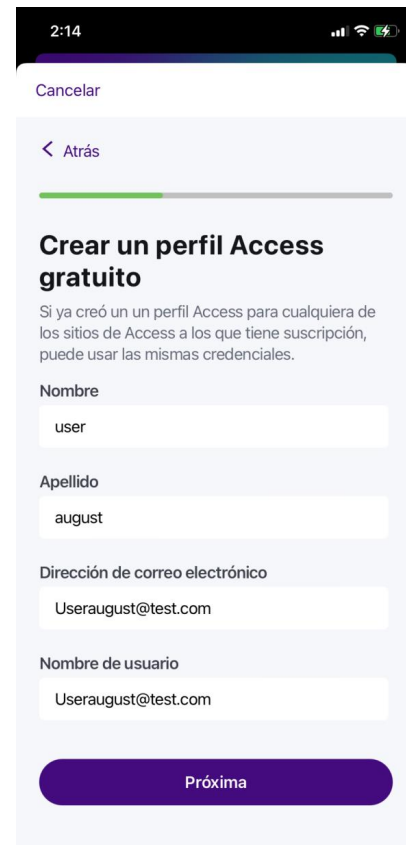 2:14
Cancelar
Atrás
Crear un perfil Access
gratuito
Si ya creó un un perfil Access para cualquiera de
los sitios de Access a los que tiene suscripción,
puede usar las mismas credenciales.
Nombre
user
Apellido
august
Dirección de correo electrónico
Useraugust@test.com
Nombre de usuario
Useraugust@test.com
Próxima